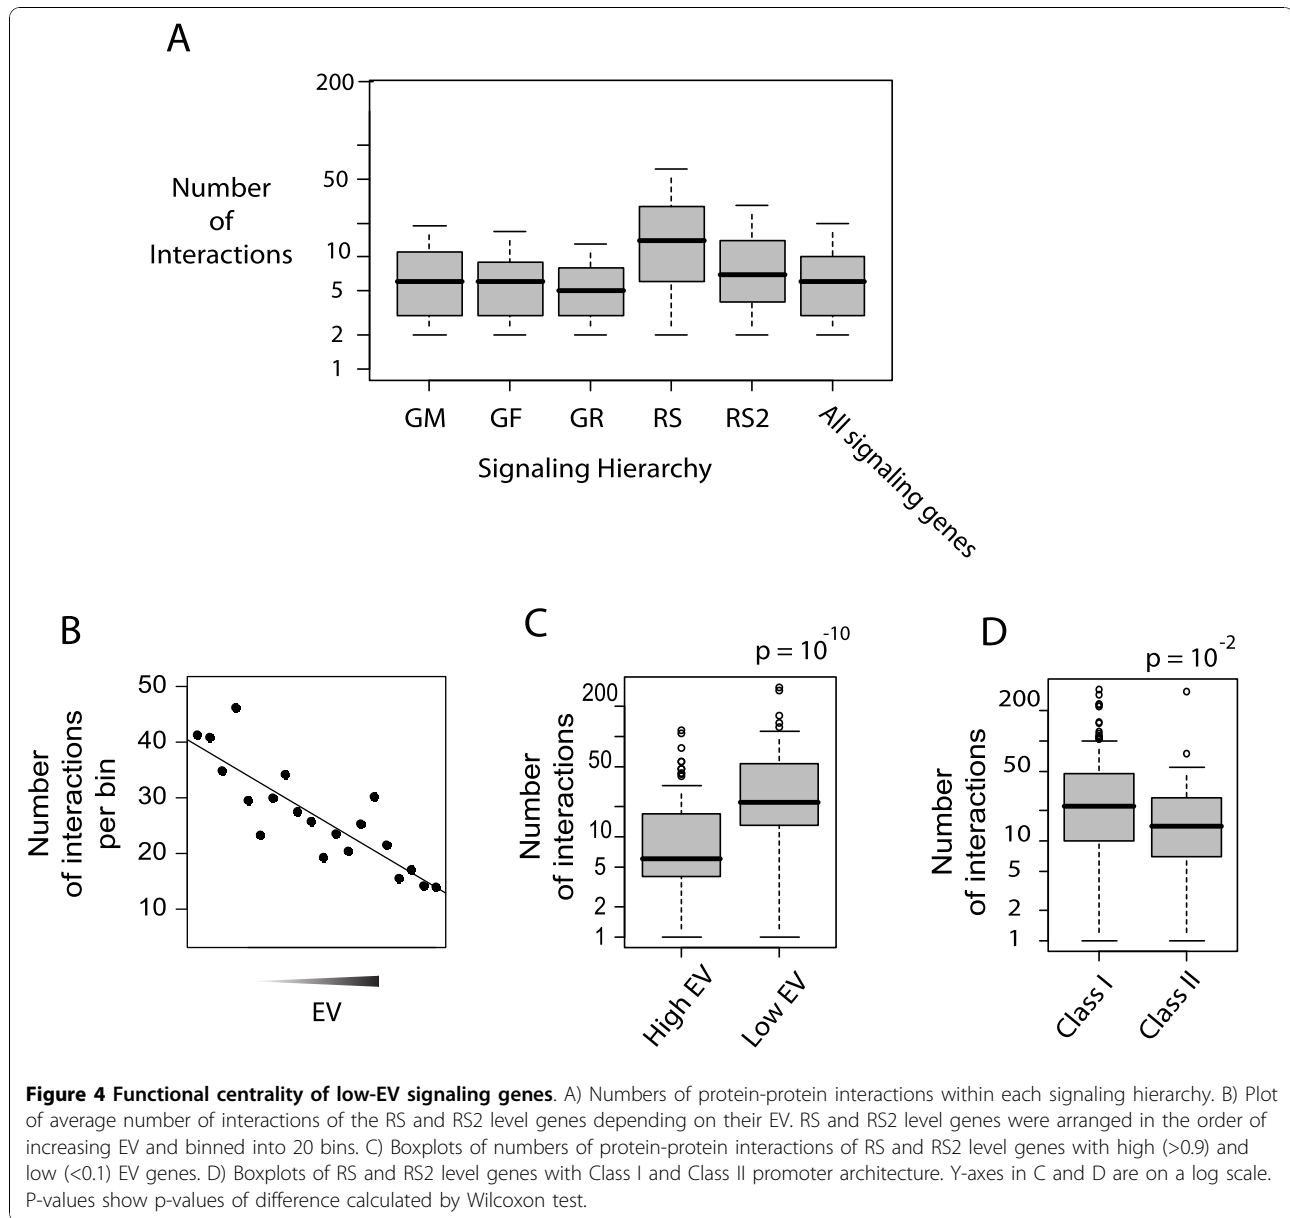 A
200
50
10
5
2
1
Number
of
Interactions
GM GF GR RS RS2 All signaling genes
Signaling Hierarchy
B
50
40
30
20
10
Number
of interactions
per bin
EV
C
p = 10^-10
200
50
10
5
2
1
Number
of interactions
High EV Low EV
D
p = 10^-2
200
50
10
5
2
1
Number
of interactions
Class I Class II
Figure 4 Functional centrality of low-EV signaling genes. A) Numbers of protein-protein interactions within each signaling hierarchy. B) Plot
of average number of interactions of the RS and RS2 level genes depending on their EV. RS and RS2 level genes were arranged in the order of
increasing EV and binned into 20 bins. C) Boxplots of numbers of protein-protein interactions of RS and RS2 level genes with high (>0.9) and
low (<0.1) EV genes. D) Boxplots of RS and RS2 level genes with Class I and Class II promoter architecture. Y-axes in C and D are on a log scale.
P-values show p-values of difference calculated by Wilcoxon test.